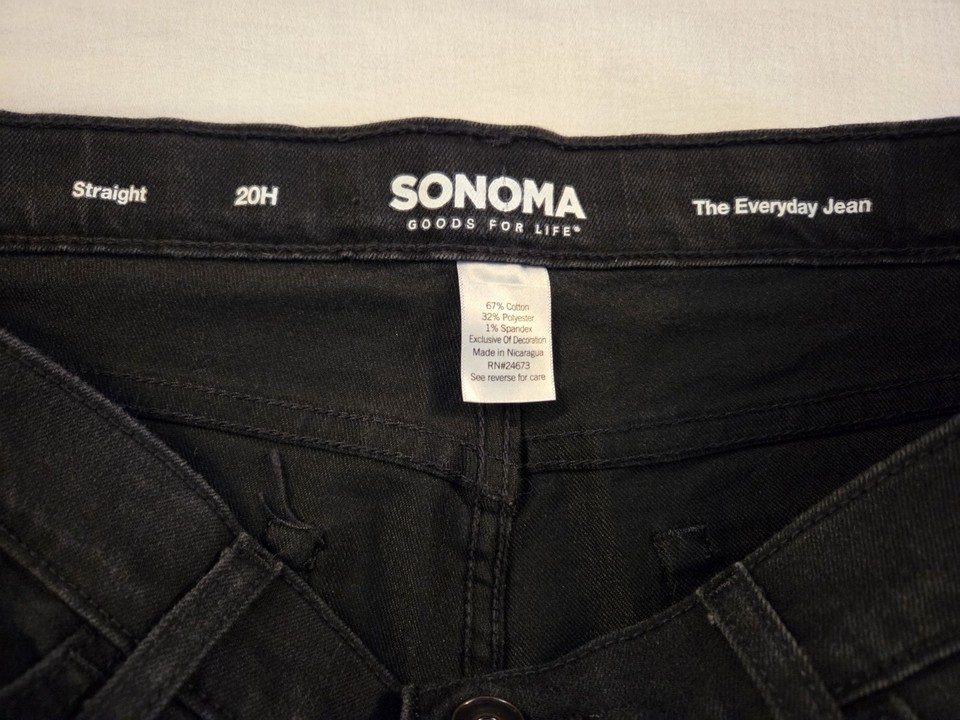 Straight 20H SONOMA The Everyday Jean
GOODS FOR LIFE®
67% Cotton
32% Polyester
1% Spandex
Exclusive Of Decoration
Made in Nicaragua
RN#24673
See reverse for care